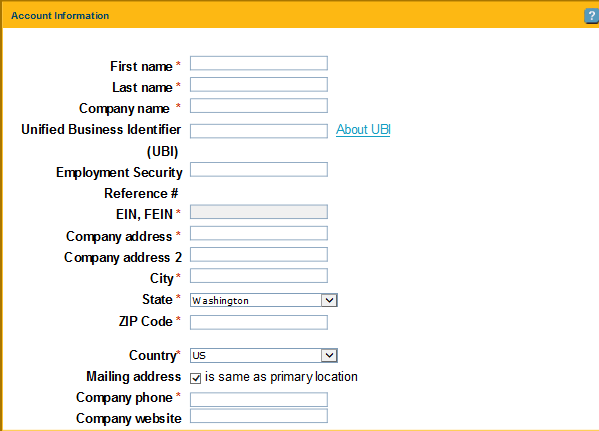 Account Information ?
First name *
Last name *
Company name *
Unified Business Identifier About UBI
(UBI)
Employment Security
Reference #
EIN, FEIN *
Company address *
Company address 2
City *
State * Washington
ZIP Code *
Country* US
Mailing address is same as primary location
Company phone *
Company website